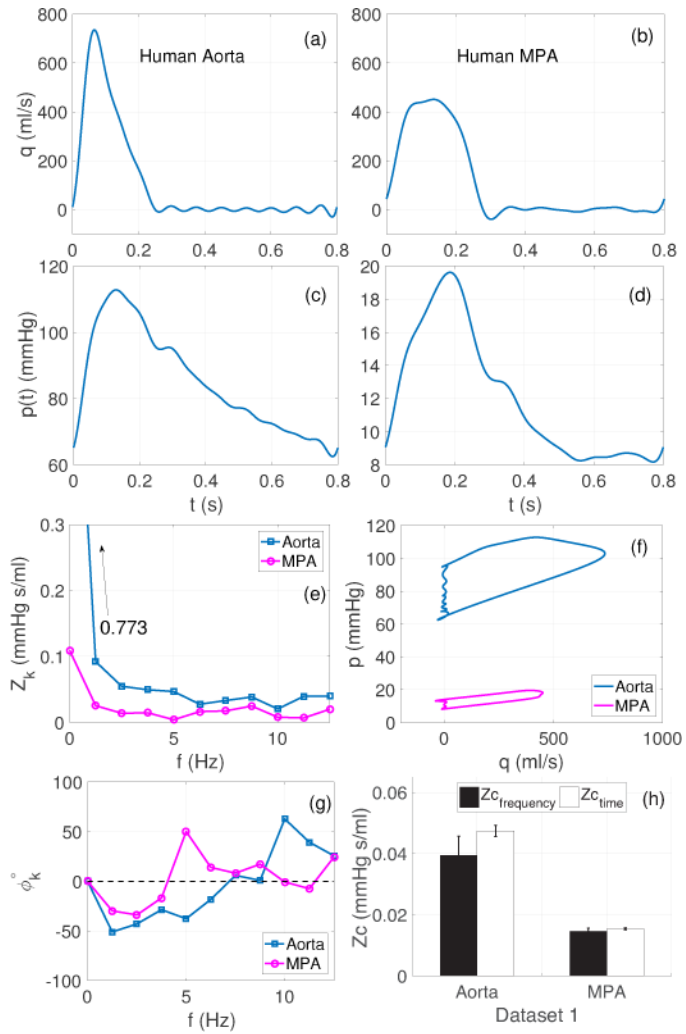 800
600
400
200
0
q (ml/s)
Human Aorta
(a)
0
0.2
0.4
0.6
0.8
800
600
400
200
0
Human MPA
(b)
0
0.2
0.4
0.6
0.8
120
100
80
60
p(t) (mmHg)
(c)
0
0.2
0.4
0.6
0.8
t (s)
20
18
16
14
12
10
8
(d)
0
0.2
0.4
0.6
0.8
t (s)
0.3
0.2
0.1
0
Z_k (mmHg s/ml)
Aorta
MPA
(e)
0.773
0
5
10
f (Hz)
120
100
80
60
40
20
0
p (mmHg)
(f)
Aorta
MPA
0
500
1000
q (ml/s)
100
50
0
-50
-100
ϕ_k°
(g)
Aorta
MPA
0
5
10
f (Hz)
0.06
0.04
0.02
0
Zc (mmHg s/ml)
Zc_frequency
Zc_time
(h)
Aorta
MPA
Dataset 1